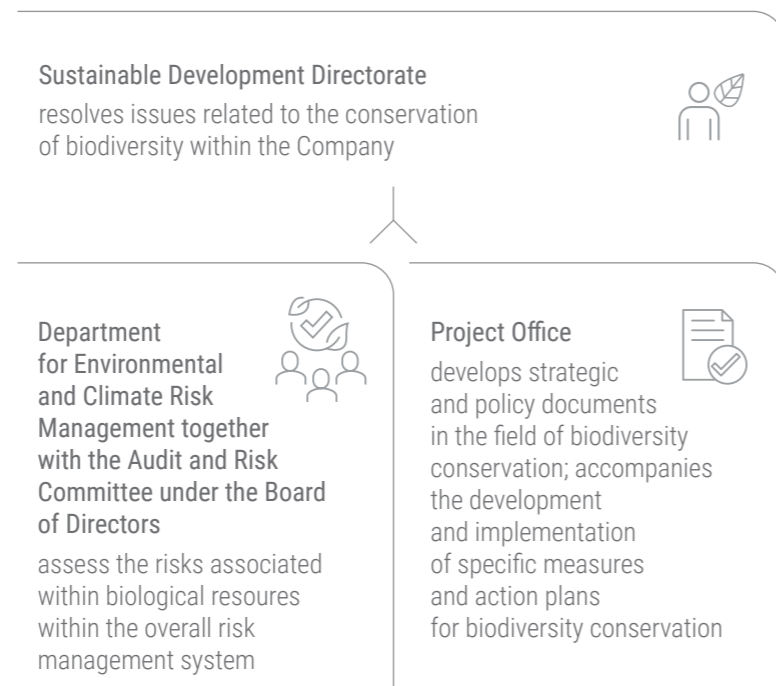 Sustainable Development Directorate
resolves issues related to the conservation
of biodiversity within the Company
Department
for Environmental
and Climate Risk
Management together
with the Audit and Risk
Committee under the Board
of Directors
assess the risks associated
within biological resoures
within the overall risk
management system
Project Office
develops strategic
and policy documents
in the field of biodiversity
conservation; accompanies
the development
and implementation
of specific measures
and action plans
for biodiversity conservation